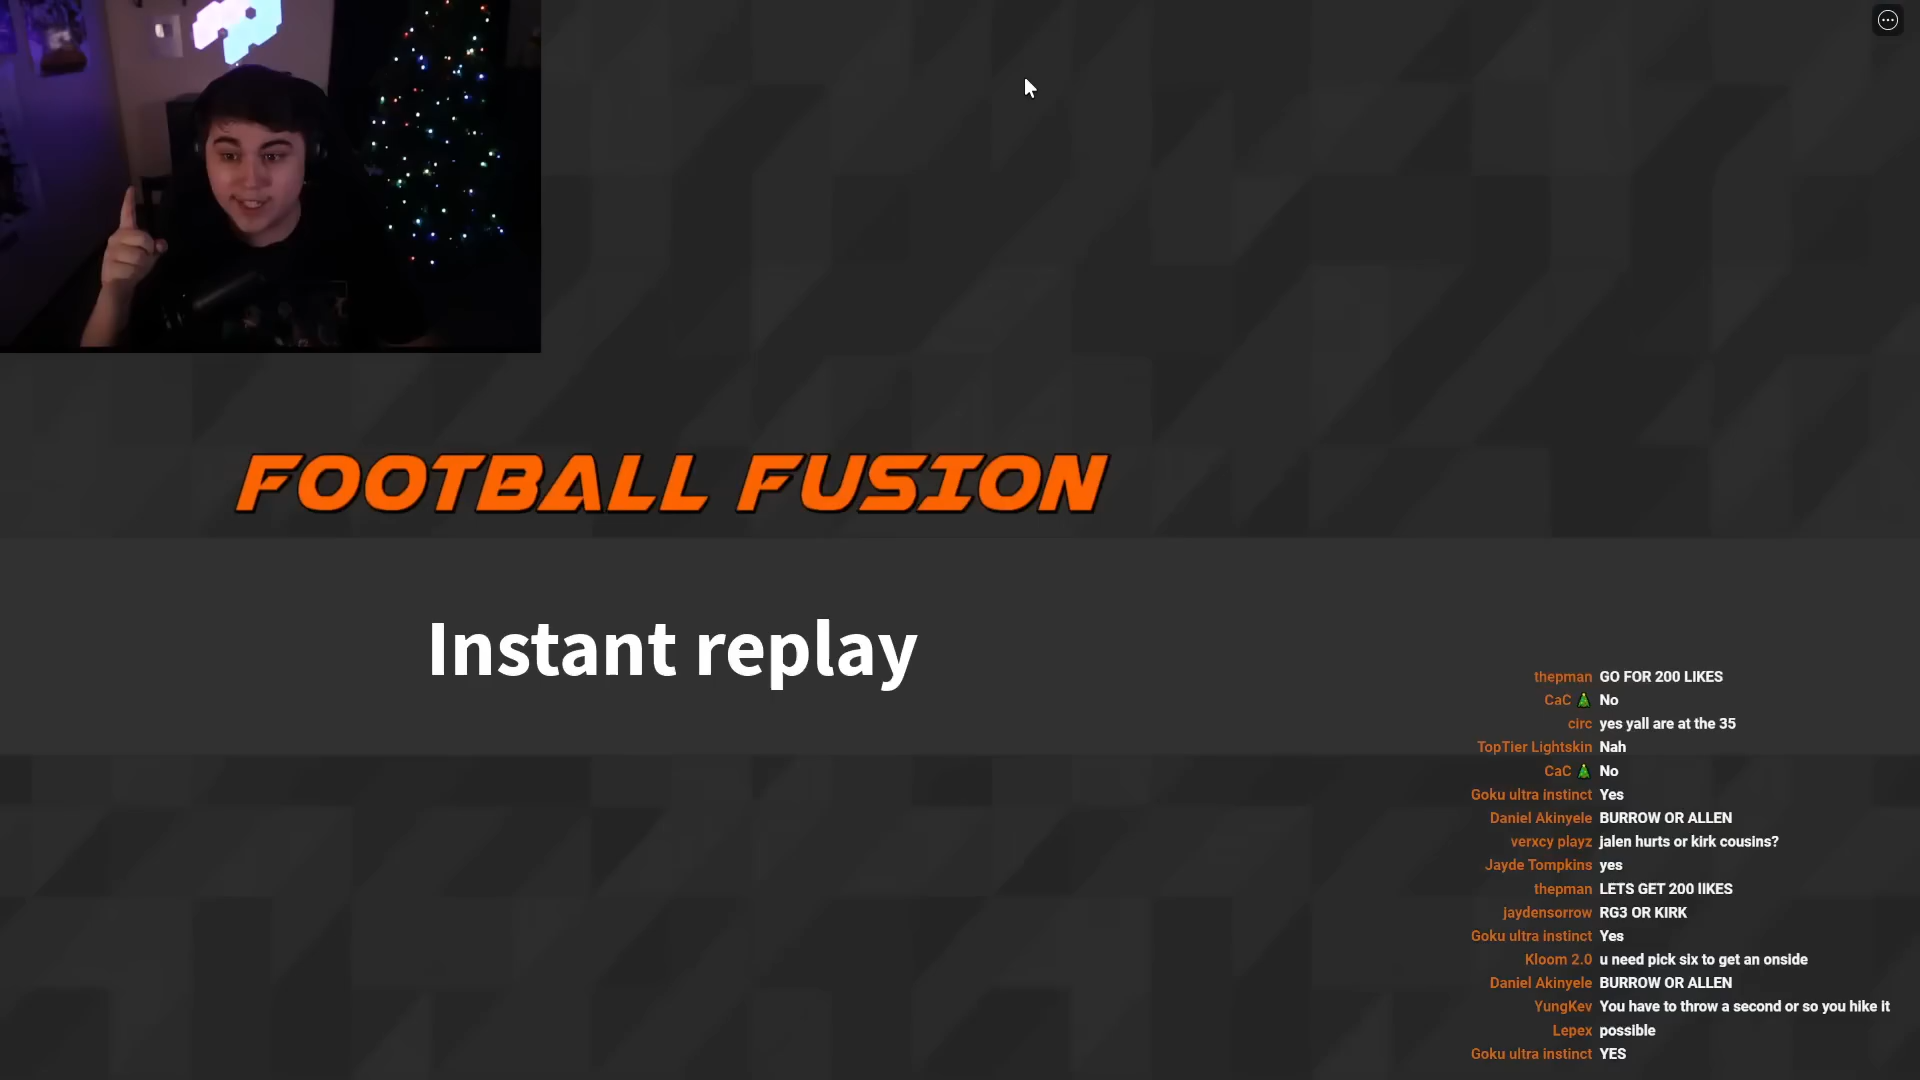 FOOTBALL FUSION
Instant replay
thepman GO FOR 200 LIKES
CaC No
circ yes yall are at the 35
TopTier Lightskin Nah
CaC No
Goku ultra instinct Yes
Daniel Akinyele BURROW OR ALLEN
verxcy playz jalen hurts or kirk cousins?
Jayde Tompkins yes
thepman LETS GET 200 lIKES
jaydensorrow RG3 OR KIRK
Goku ultra instinct Yes
Kloom 2.0 u need pick six to get an onside
Daniel Akinyele BURROW OR ALLEN
YungKev You have to throw a second or so you hike it
Lepex possible
Goku ultra instinct YES